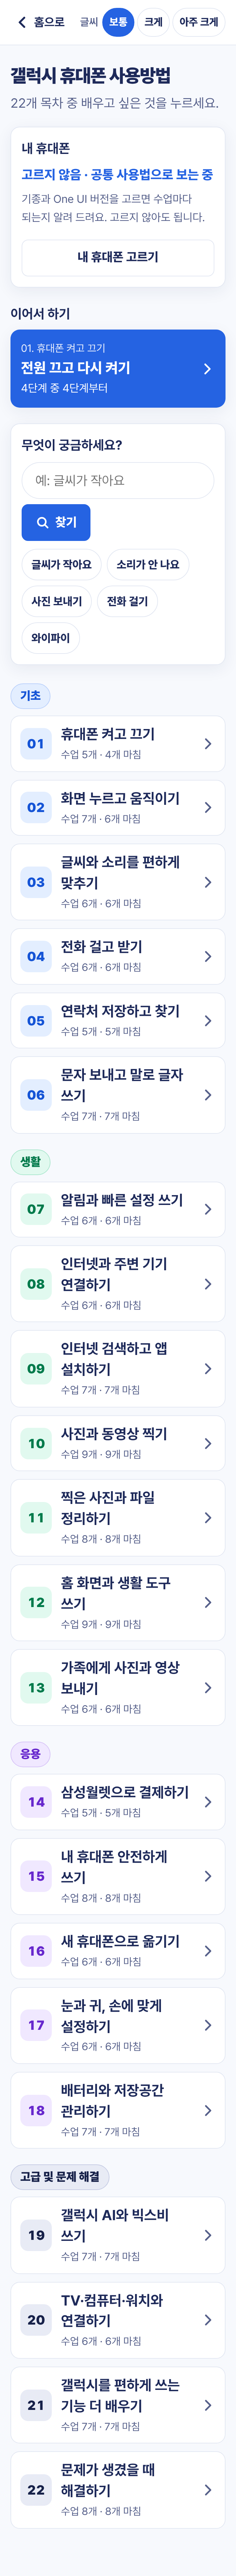 홈으로 글씨 보통 크게 아주 크게
갤럭시 휴대폰 사용방법
22개 목차 중 배우고 싶은 것을 누르세요.
내 휴대폰
고르지 않음 · 공통 사용법으로 보는 중
기종과 One UI 버전을 고르면 수업마다
되는지 알려 드려요. 고르지 않아도 됩니다.
내 휴대폰 고르기
이어서 하기
01. 휴대폰 켜고 끄기
전원 끄고 다시 켜기
4단계 중 4단계부터
무엇이 궁금하세요?
예: 글씨가 작아요
찾기
글씨가 작아요 소리가 안 나요
사진 보내기 전화 걸기
와이파이
기초
01 휴대폰 켜고 끄기
수업 5개 · 4개 마침
02 화면 누르고 움직이기
수업 7개 · 6개 마침
03 글씨와 소리를 편하게
맞추기
수업 6개 · 6개 마침
04 전화 걸고 받기
수업 6개 · 6개 마침
05 연락처 저장하고 찾기
수업 5개 · 5개 마침
06 문자 보내고 말로 글자
쓰기
수업 7개 · 7개 마침
생활
07 알림과 빠른 설정 쓰기
수업 6개 · 6개 마침
08 인터넷과 주변 기기
연결하기
수업 6개 · 6개 마침
09 인터넷 검색하고 앱
설치하기
수업 7개 · 7개 마침
10 사진과 동영상 찍기
수업 9개 · 9개 마침
11 찍은 사진과 파일
정리하기
수업 8개 · 8개 마침
12 홈 화면과 생활 도구
쓰기
수업 9개 · 9개 마침
13 가족에게 사진과 영상
보내기
수업 6개 · 6개 마침
응용
14 삼성월렛으로 결제하기
수업 5개 · 5개 마침
15 내 휴대폰 안전하게
쓰기
수업 8개 · 8개 마침
16 새 휴대폰으로 옮기기
수업 6개 · 6개 마침
17 눈과 귀, 손에 맞게
설정하기
수업 6개 · 6개 마침
18 배터리와 저장공간
관리하기
수업 7개 · 7개 마침
고급 및 문제 해결
19 갤럭시 AI와 빅스비
쓰기
수업 7개 · 7개 마침
20 TV·컴퓨터·워치와
연결하기
수업 6개 · 6개 마침
21 갤럭시를 편하게 쓰는
기능 더 배우기
수업 7개 · 7개 마침
22 문제가 생겼을 때
해결하기
수업 8개 · 8개 마침